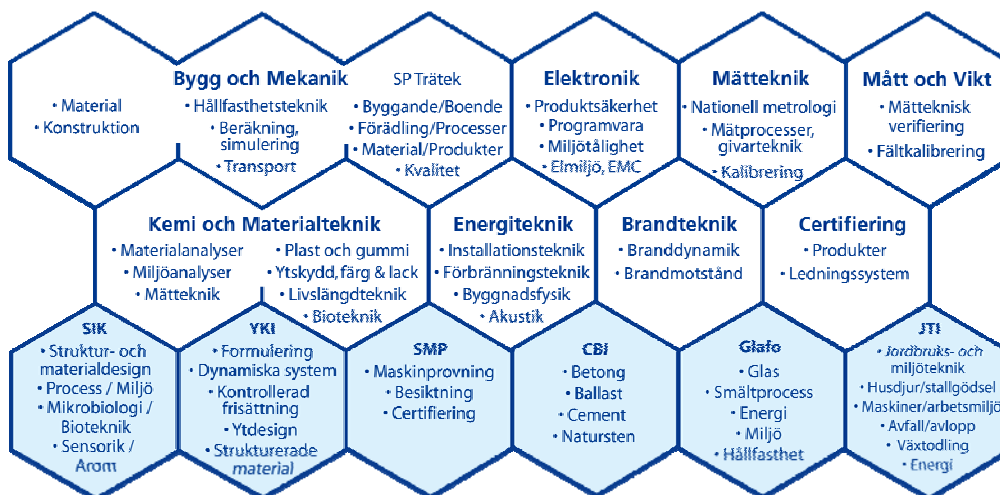 Bygg och Mekanik
• Material
• Konstruktion
• Hållfasthetsteknik
• Beräkning,
simulering
• Transport
SP Trätek
• Byggande/Boende
• Förädling/Processer
• Material/Produkter
• Kvalitet
Elektronik
• Produktsäkerhet
• Programvara
• Miljötålighet
• Elmiljö, EMC
Mätteknik
• Nationell metrologi
• Mätprocesser,
givarteknik
• Kalibrering
Mått och Vikt
• Mätteknisk
verifiering
• Fältkalibrering
Kemi och Materialteknik
• Materialanalyser
• Miljöanalyser
• Mätteknik
• Plast och gummi
• Ytskydd, färg & lack
• Livslängdteknik
• Bioteknik
Energiteknik
• Installationsteknik
• Förbränningsteknik
• Byggnadsfysik
• Akustik
Brandteknik
• Branddynamik
• Brandmotstånd
Certifiering
• Produkter
• Ledningssystem
SIK
• Struktur- och
materialdesign
• Process / Miljö
• Mikrobiologi /
Bioteknik
• Sensorik /
Arom
YKI
• Formulering
• Dynamiska system
• Kontrollerad
frisättning
• Ytdesign
• Strukturerade
material
SMP
• Maskinprovning
• Besiktning
• Certifiering
CBI
• Betong
• Ballast
• Cement
• Natursten
Glafo
• Glas
• Smältprocess
• Energi
• Miljö
• Hållfasthet
JTI
• Jordbruks- och
miljöteknik
• Husdjur/stallgödsel
• Maskiner/arbetsmiljö
• Avfall/avlopp
• Växtodling
• Energi